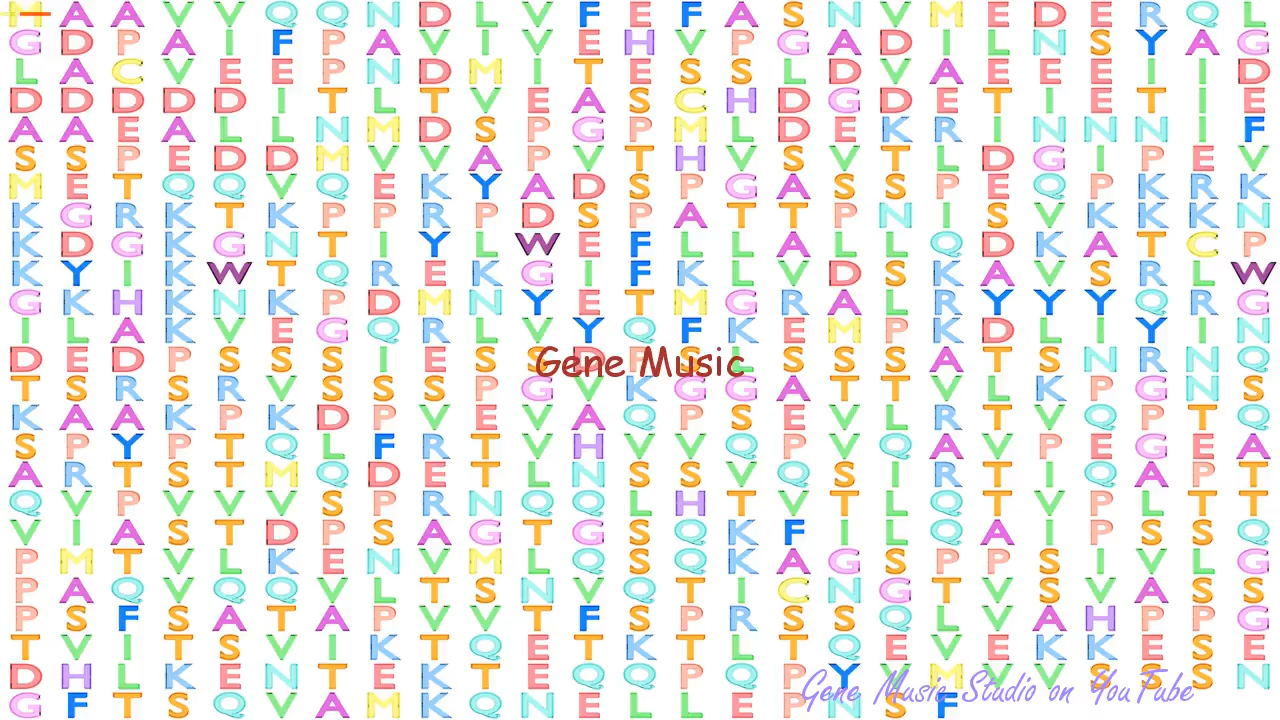 M A A V V Q Q N D L V F E F A S N V M E D E R Q L
G D P A I F P A V I V E H V P G A D I L N S Y A G
L A C V E E P N D M I T E S S L D V A E E E I I D
D D D D D I T L T V E A S C H D G D E T I E T I E
A A E A L L N M D S P G P M L D E K R I N N N I F
S S P E D D M V V A P V T H V S V T L D G I P E V
M E T Q Q V Q E K Y A D S P G A S S P E Q P K R K
K G R K T K P P R P D S P A T T P N I S V K K K N
K D G K G N T I Y L W E F L L A L L Q D K A T C P
K Y I K W T Q R E K G I F K L V D S K A V S R L W
G K H K N K P D M N Y E T M G R A L R Y Y Y Q R G
I L A K V E G Q R L V Y Q F K E M P K D L I Y I N
D E D P S S S I E S S D P S L S S S A T S N R N Q
Gene Music
T S R S R V S S S P G V K G G A T T V L K P G N S
K A A K P K D P V E V A Q P S E V L R T V Q P T Q
S P Y P T Q L F R T V H V V Q P V Q A V P E G E A
A R T S T M Q D E T L N S S V Q S I R T I Q A P T
Q V P V V V S P R N Q Q L H T V T L Q T V P L T T
V I A S T D P S A G T G S Q K F I L Q A I P S S Q
P M T V L K E N V M L Q S K K A G S P P S I V L G
P A Q V Q Q V L T S N V S T I C N G T V S V A S S
P S F S A T A P V V T F S P R S S Q L V A H P P G
T V I T S V I K T Q E T K T L T Q E V E K K E S E
D H L K E N T E K T E Q Q P Q P Y V M V V S S S N
Gene Music Studio on YouTube
G F T S Q V A M K Q N E L L E P N S F